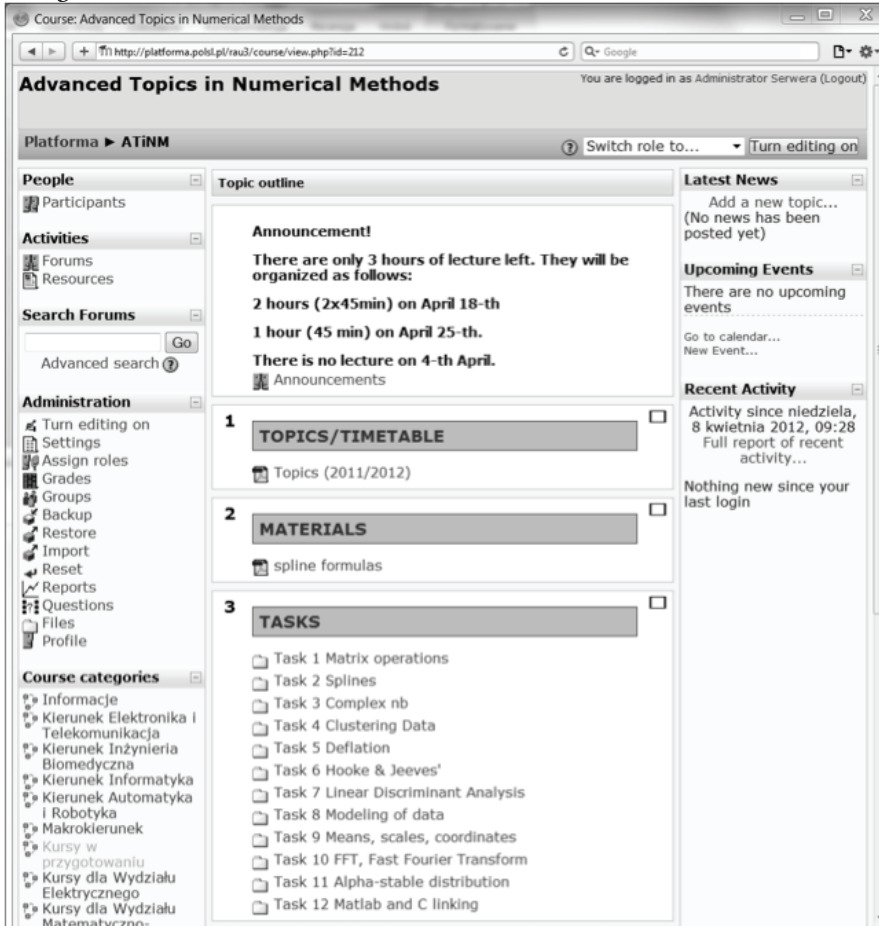 Course: Advanced Topics in Numerical Methods
http://platforma.polsl.pl/rau3/course/view.php?id=212
Google
Advanced Topics in Numerical Methods
You are logged in as Administrator Serwera (Logout)
Platforma ► ATiNM
Switch role to...
Turn editing on
People
Participants
Activities
Forums
Resources
Search Forums
Go
Advanced search
Administration
Turn editing on
Settings
Assign roles
Grades
Groups
Backup
Restore
Import
Reset
Reports
Questions
Files
Profile
Course categories
Informacje
Kierunek Elektronika i
Telekomunikacja
Kierunek Inżynieria
Biomedyczna
Kierunek Informatyka
Kierunek Automatyka
i Robotyka
Makrokierunek
Kursy w
przygotowaniu
Kursy dla Wydziału
Elektrycznego
Kursy dla Wydziału
Matematyczno-
Topic outline
Announcement!
There are only 3 hours of lecture left. They will be
organized as follows:
2 hours (2x45min) on April 18-th
1 hour (45 min) on April 25-th.
There is no lecture on 4-th April.
Announcements
1
TOPICS/TIMETABLE
Topics (2011/2012)
2
MATERIALS
spline formulas
3
TASKS
Task 1 Matrix operations
Task 2 Splines
Task 3 Complex nb
Task 4 Clustering Data
Task 5 Deflation
Task 6 Hooke & Jeeves'
Task 7 Linear Discriminant Analysis
Task 8 Modeling of data
Task 9 Means, scales, coordinates
Task 10 FFT, Fast Fourier Transform
Task 11 Alpha-stable distribution
Task 12 Matlab and C linking
Latest News
Add a new topic...
(No news has been
posted yet)
Upcoming Events
There are no upcoming
events
Go to calendar...
New Event...
Recent Activity
Activity since niedziela,
8 kwietnia 2012, 09:28
Full report of recent
activity...
Nothing new since your
last login